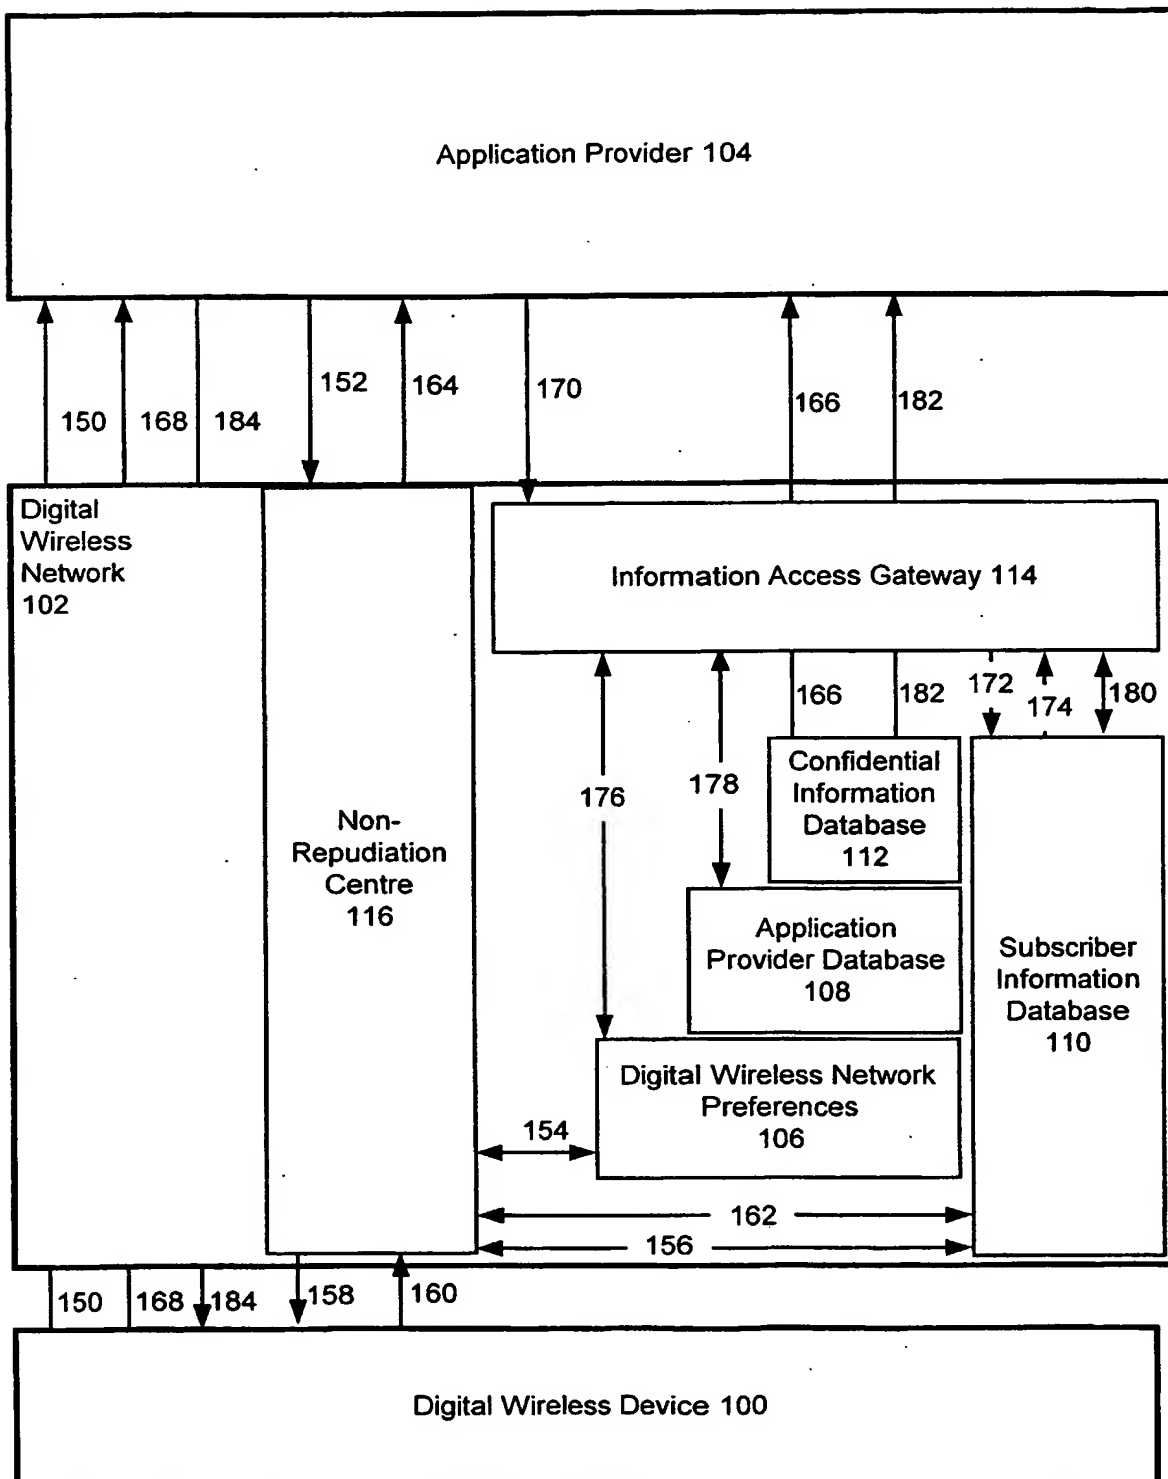 Application Provider 104
150
168
184
152
164
170
166
182
Digital
Wireless
Network
102
Information Access Gateway 114
166
182
172
174
180
176
178
Confidential
Information
Database
112
Non-
Repudiation
Centre
116
Application
Provider Database
108
Subscriber
Information
Database
110
Digital Wireless Network
Preferences
106
154
162
156
150
168
184
158
160
Digital Wireless Device 100